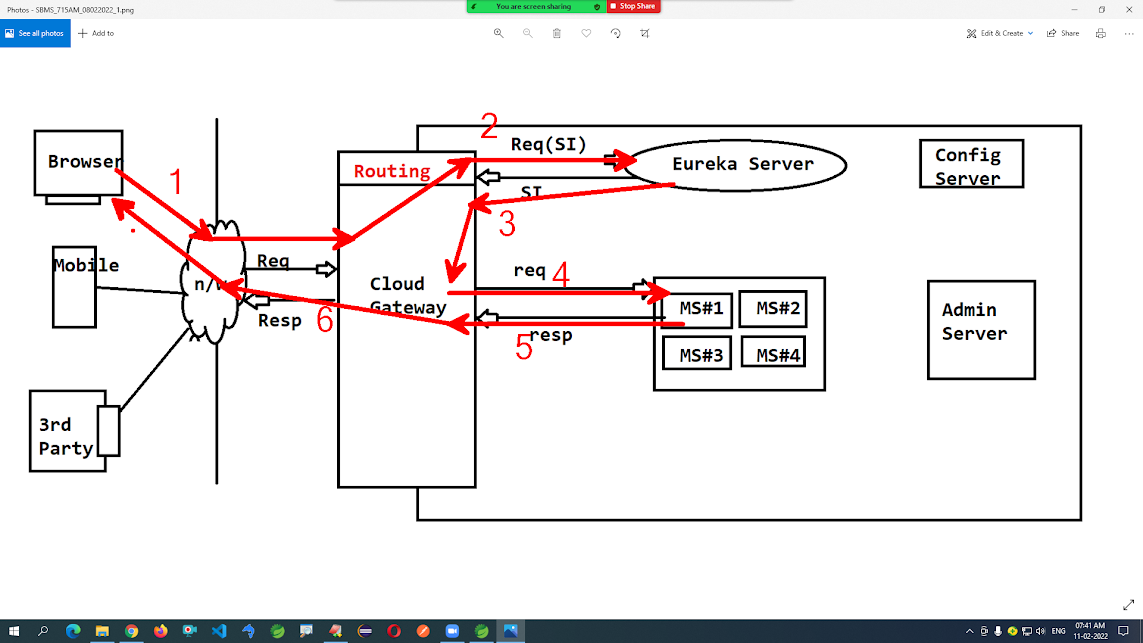 Photos - SBMS_715AM_08022022_1.png
You are screen sharing
Stop Share
See all photos
Add to
Edit & Create
Share
Browser
Mobile
3rd
Party
n/w
1
Req
Resp
6
Routing
Cloud
Gateway
2
Req(SI)
SI
3
req
4
5
resp
Eureka Server
MS#1
MS#2
MS#3
MS#4
Config
Server
Admin
Server
ENG
07:41 AM
11-02-2022